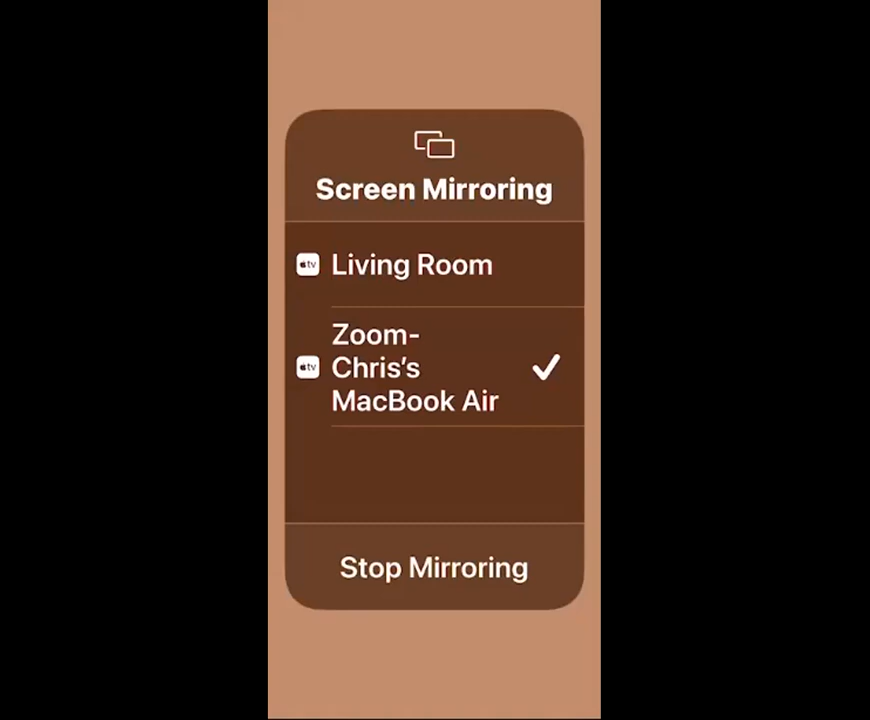 Screen Mirroring
tv
Living Room
Zoom-
tv
Chris’s
MacBook Air
Stop Mirroring